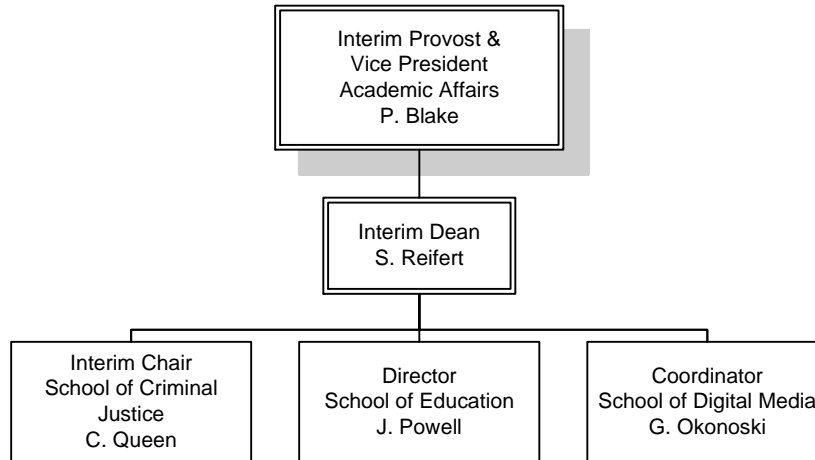 Interim Provost &
Vice President
Academic Affairs
P. Blake
Interim Dean
S. Reifert
Interim Chair
School of Criminal
Justice
C. Queen
Director
School of Education
J. Powell
Coordinator
School of Digital Media
G. Okonoski